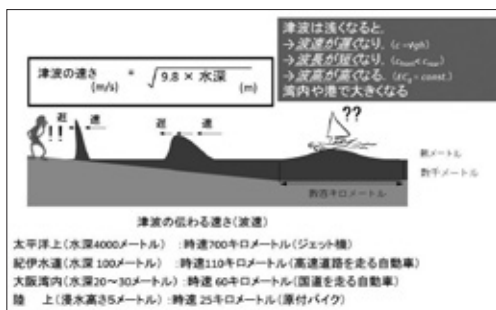 津波は浅くなると、
→波速が遅くなり、(c=√gh)
→波長が短くなり、
→波高が高くなる。(EC₉=const.)
湾内や港で大きくなる
津波の速さ = √9.8 × 水深
(m/s) (m)
??
!! 遅 速 遅 速
数メートル
数千メートル
数百キロメートル
津波の伝わる速さ(波速)
太平洋上(水深4000メートル) :時速700キロメートル(ジェット機)
紀伊水道(水深 100メートル) :時速110キロメートル(高速道路を走る自動車)
大阪湾内(水深20～30メートル):時速 60キロメートル(国道を走る自動車)
陸 上(浸水高さ5メートル) :時速 25キロメートル(原付バイク)